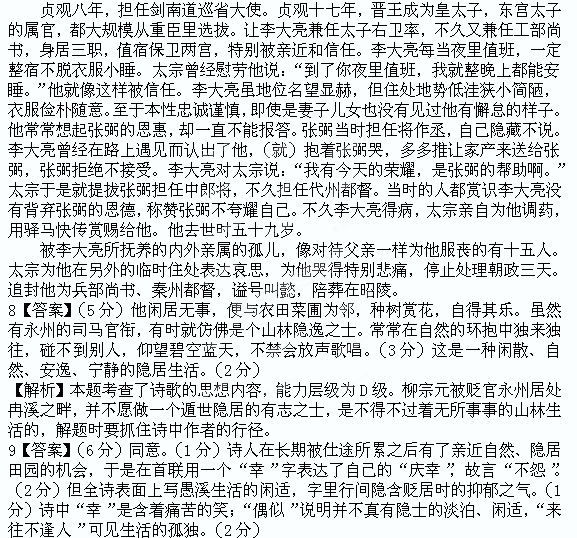 贞观八年，担任剑南道巡省大使。贞观十七年，晋王成为皇太子，东宫太子
的属官，都大规模从重臣里选拔。让李大亮兼任太子右卫率，不久又兼任工部尚
书，身居三职，值宿保卫两宫，特别被亲近和信任。李大亮每当夜里值班，一定
整宿不脱衣服小睡。太宗曾经慰劳他说：“到了你夜里值班，我就整晚上都能安
睡。”他就像这样被信任。李大亮虽地位名望显赫，但住处地势低洼狭小简陋，
衣服俭朴随意。至于本性忠诚谨慎，即使是妻子儿女也没有见过他有懈怠的样子。
他常常想起张弼的恩惠，却一直不能报答。张弼当时担任将作丞，自己隐藏不说。
李大亮曾经在路上遇见而认出了他，（就）抱着张弼哭，多多推让家产来送给张
弼，张弼拒绝不接受。李大亮对太宗说：“我有今天的荣耀，是张弼的帮助啊。”
太宗于是就提拔张弼担任中郎将，不久担任代州都督。当时的人都赏识李大亮没
有背弃张弼的恩德，称赞张弼不夸耀自己。不久李大亮得病，太宗亲自为他调药，
用驿马快传赏赐给他。他去世时五十九岁。
被李大亮所抚养的内外亲属的孤儿，像对待父亲一样为他服丧的有十五人。
太宗为他在另外的临时住处表达哀思，为他哭得特别悲痛，停止处理朝政三天。
追封他为兵部尚书、秦州都督，谥号叫懿，陪葬在昭陵。
8【答案】（5分）他闲居无事，便与农田菜圃为邻，种树赏花，自得其乐。虽然
有永州的司马官衔，有时就仿佛是个山林隐逸之士。常常在自然的环抱中独来独
往，碰不到别人，仰望碧空蓝天，不禁会放声歌唱。（3分）这是一种闲散、自
然、安逸、宁静的隐居生活。（2分）
【解析】本题考查了诗歌的思想内容，能力层级为D级。柳宗元被贬官永州居处
冉溪之畔，并不愿做一个遁世隐居的有志之士，是不得不过着无所事事的山林生
活的，解题时要抓住诗中作者的行径。
9【答案】（6分）同意。（1分）诗人在长期被仕途所累之后有了亲近自然、隐居
田园的机会，于是在首联用一个“幸”字表达了自己的“庆幸”，故言“不怨”。
（2分）但全诗表面上写愚溪生活的闲适，字里行间隐含贬居时的抑郁之气。（1
分）诗中“幸”是含着痛苦的笑；“偶似”说明并不真有隐士的淡泊、闲适，“来
往不逢人”可见生活的孤独。（2分）